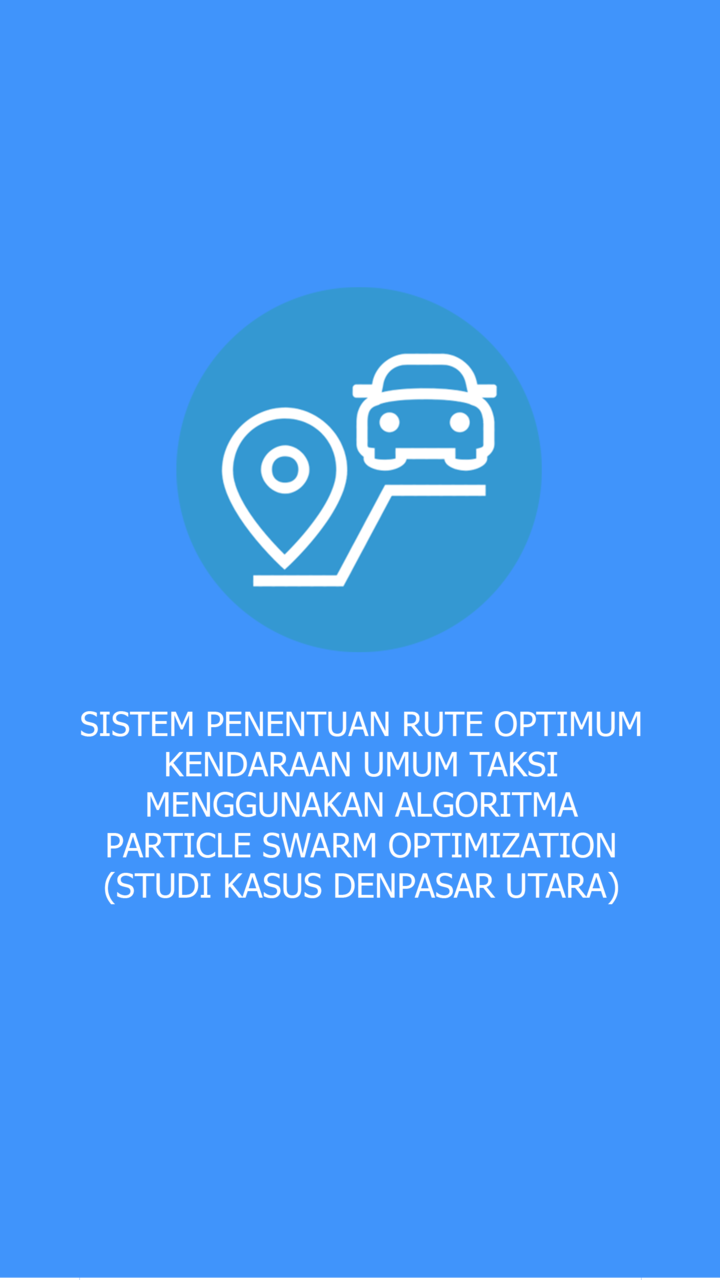 SISTEM PENENTUAN RUTE OPTIMUM
KENDARAAN UMUM TAKSI
MENGGUNAKAN ALGORITMA
PARTICLE SWARM OPTIMIZATION
(STUDI KASUS DENPASAR UTARA)